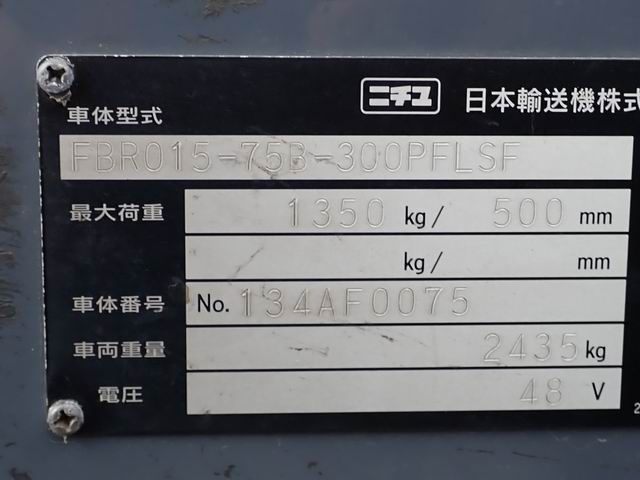 ニチユ 日本輸送機株式
車体型式
FBRO15-75B-300PFLSF
最大荷重 1350 kg/ 500 mm
kg/ mm
車体番号 No. 134AF0075
車両重量 2435 kg
電圧 48 V
2